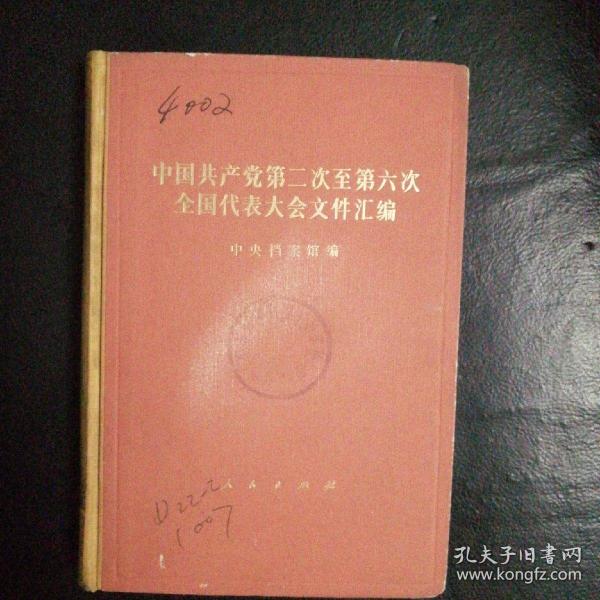 4002
中国共产党第二次至第六次
全国代表大会文件汇编
中央档案馆编
人民出版社
D222
1007
孔夫子旧书网
www.kongfz.com